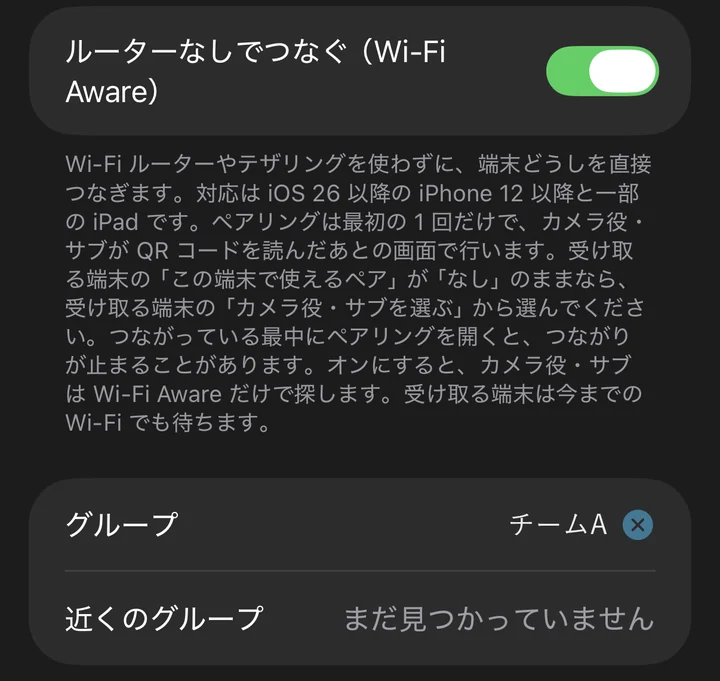 ルーターなしでつなぐ（Wi-Fi
Aware）
Wi-Fi ルーターやテザリングを使わずに、端末どうしを直接
つなぎます。対応は iOS 26 以降の iPhone 12 以降と一部
の iPad です。ペアリングは最初の 1 回だけで、カメラ役・
サブが QR コードを読んだあとの画面で行います。受け取
る端末の「この端末で使えるペア」が「なし」のままなら、
受け取る端末の「カメラ役・サブを選ぶ」から選んでくださ
い。つながっている最中にペアリングを開くと、つながり
が止まることがあります。オンにすると、カメラ役・サブ
は Wi-Fi Aware だけで探します。受け取る端末は今までの
Wi-Fi でも待ちます。
グループ チームA
近くのグループ まだ見つかっていません